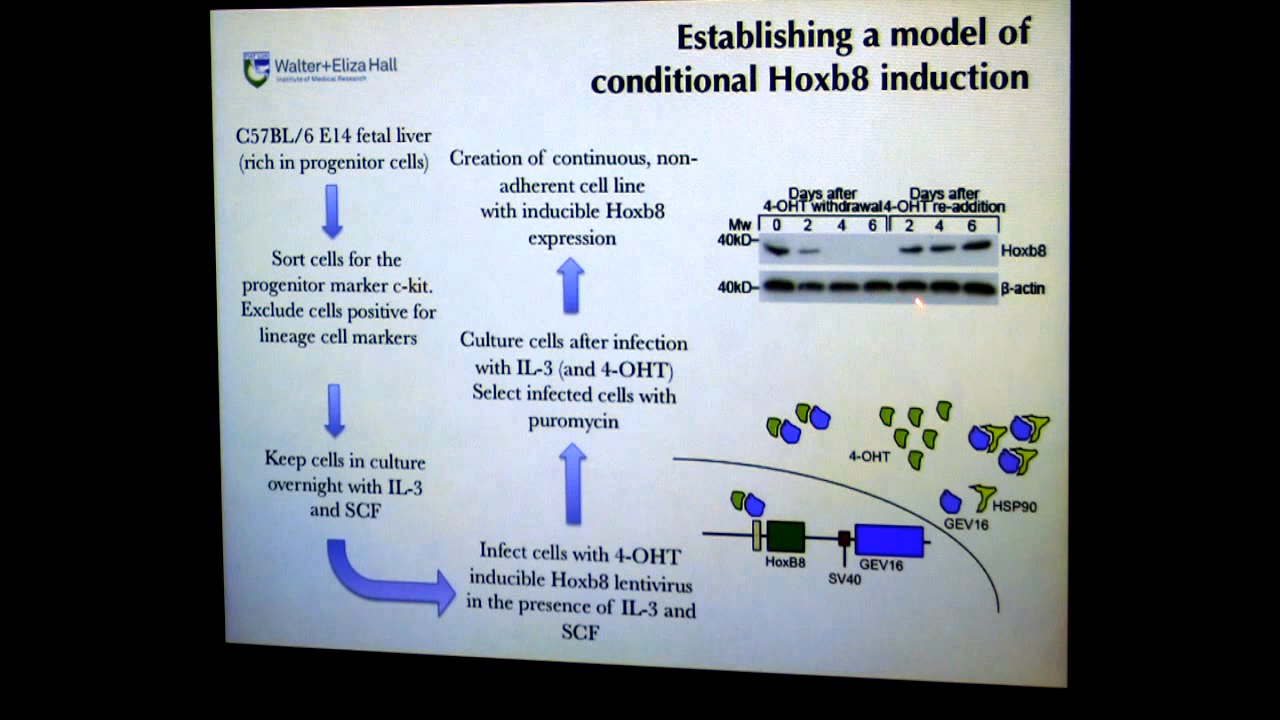 Establishing a model of
conditional Hoxb8 induction
Walter+Eliza Hall
Institute of Medical Research
C57BL/6 E14 fetal liver
(rich in progenitor cells)
Sort cells for the
progenitor marker c-kit.
Exclude cells positive for
lineage cell markers
Keep cells in culture
overnight with IL-3
and SCF
Infect cells with 4-OHT
inducible Hoxb8 lentivirus
in the presence of IL-3 and
SCF
Culture cells after infection
with IL-3 (and 4-OHT)
Select infected cells with
puromycin
Creation of continuous, non-
adherent cell line
with inducible Hoxb8
expression
Days after
4-OHT withdrawal
Days after
4-OHT re-addition
Mw 0 2 4 6 2 4 6
40kD
Hoxb8
40kD
β-actin
4-OHT
HSP90
GEV16
HoxB8
SV40
GEV16